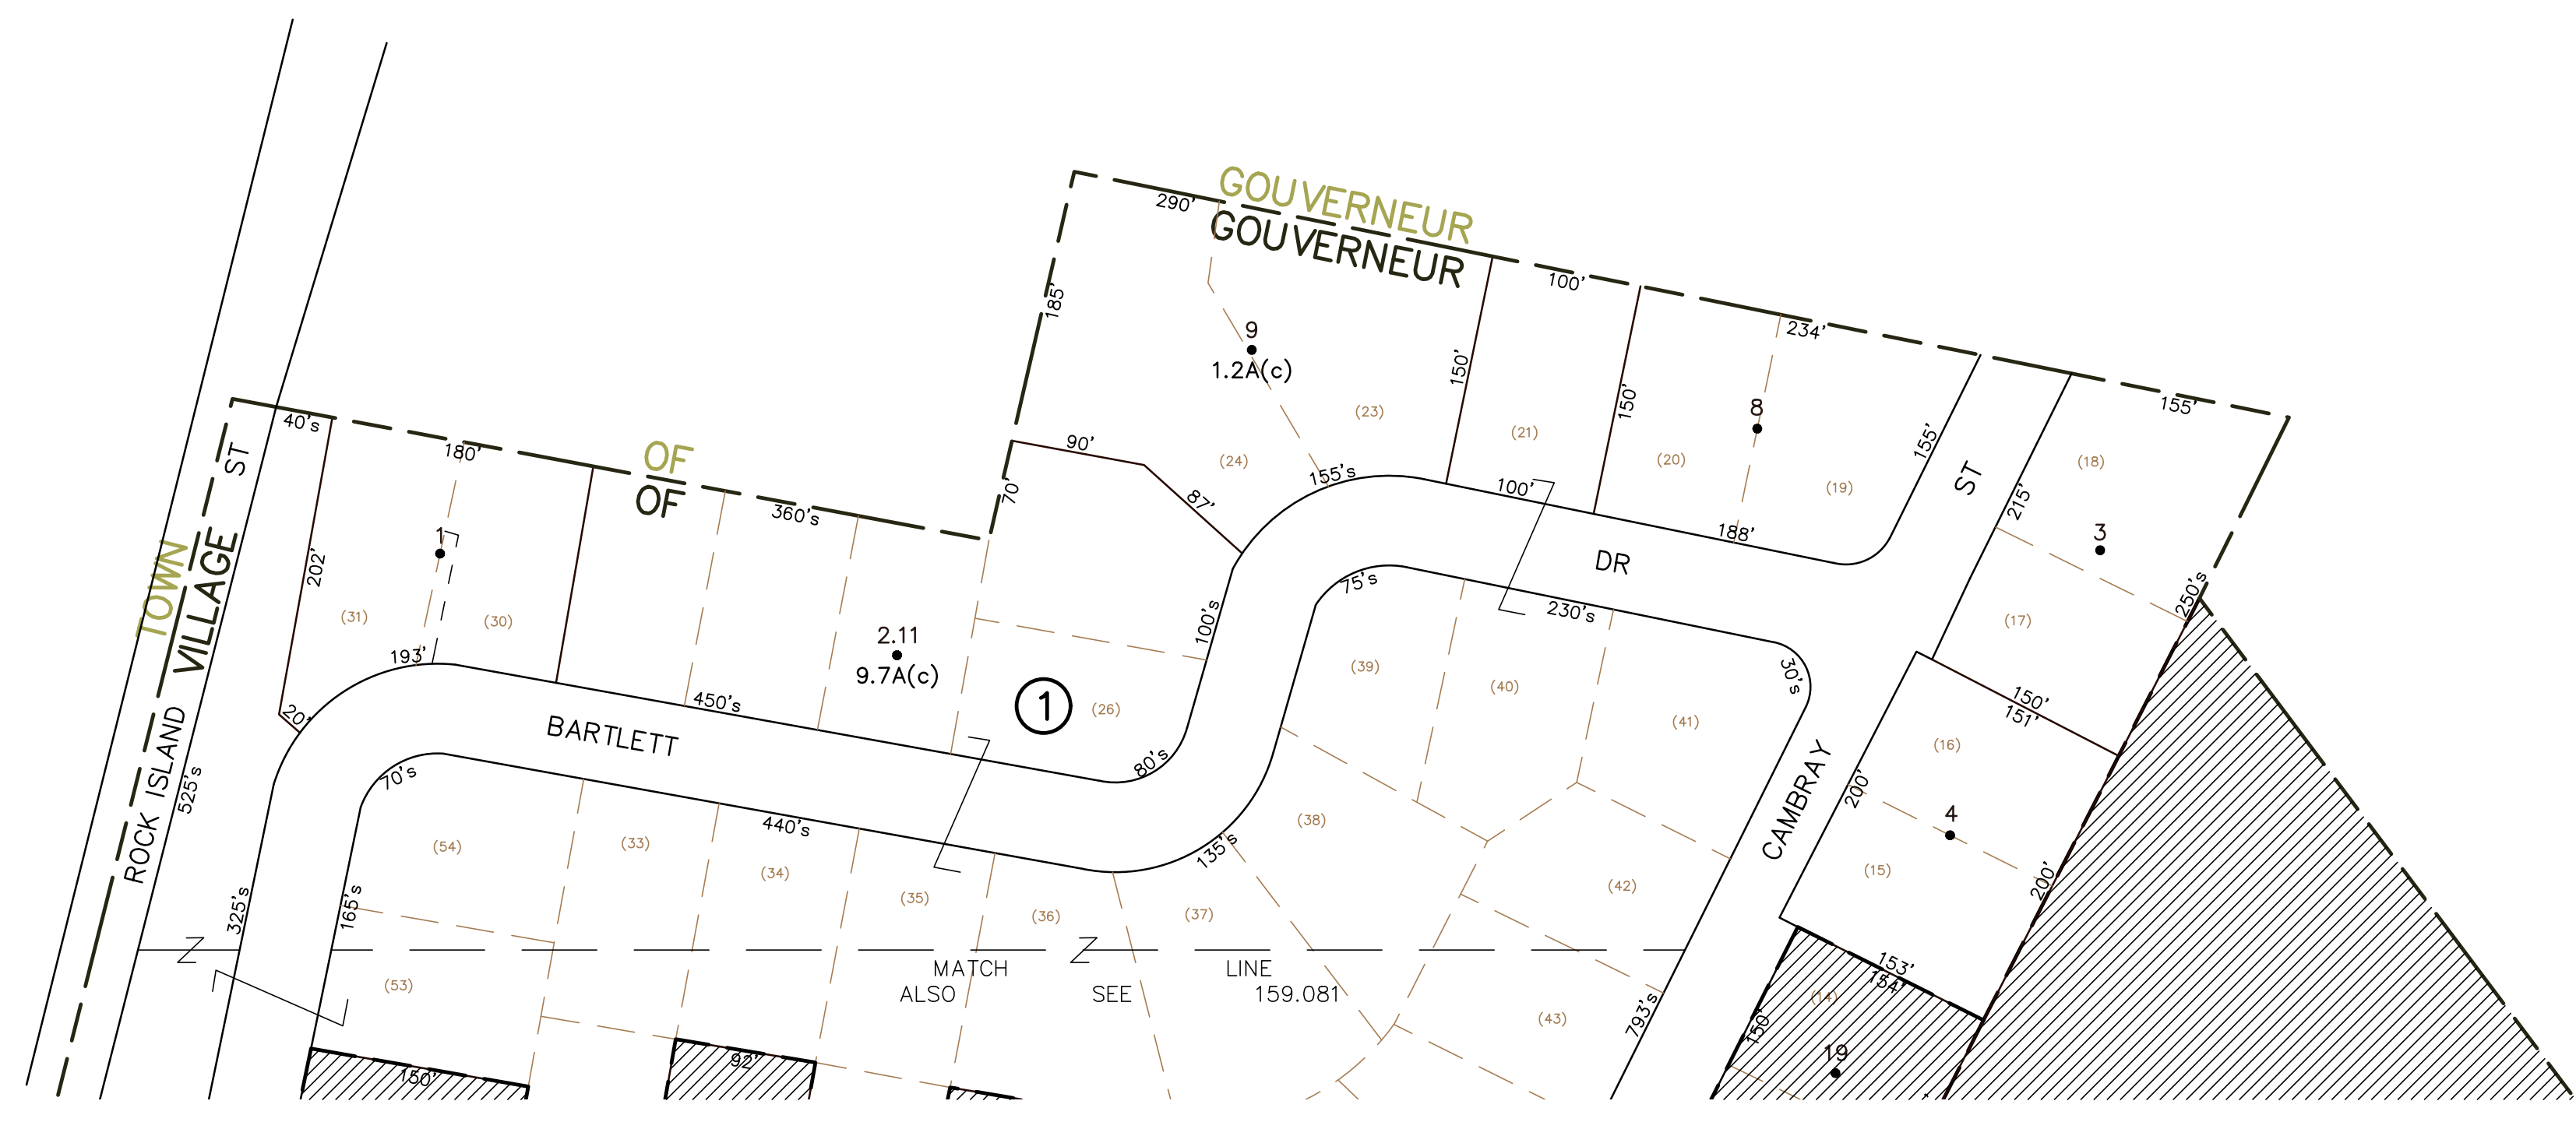 GOUVERNEUR
GOUVERNEUR
290'
100'
234'
155'
185'
9
1.2A(c)
150'
150'
8
155'
ST
215'
(18)
3
(23)
(24)
(21)
(20)
(19)
40's
180'
OF
OF
360's
90'
70'
87'
155's
100'
188'
DR
ST
TOWN
VILLAGE
202'
1
(31)
(30)
193'
20'
2.11
9.7A(c)
1
(26)
100's
80's
75's
230's
30's
(17)
250's
150'
151'
(39)
(40)
(41)
450's
BARTLETT
ROCK ISLAND
525's
70's
440's
135's
(38)
CAMBRAY
(16)
200'
4
(15)
200'
(54)
(33)
(34)
(35)
(36)
(37)
(42)
325's
165's
Z
Z
MATCH LINE
ALSO SEE 159.081
(53)
(43)
793's
153'
154'
(14)
150'
19
150'
92'